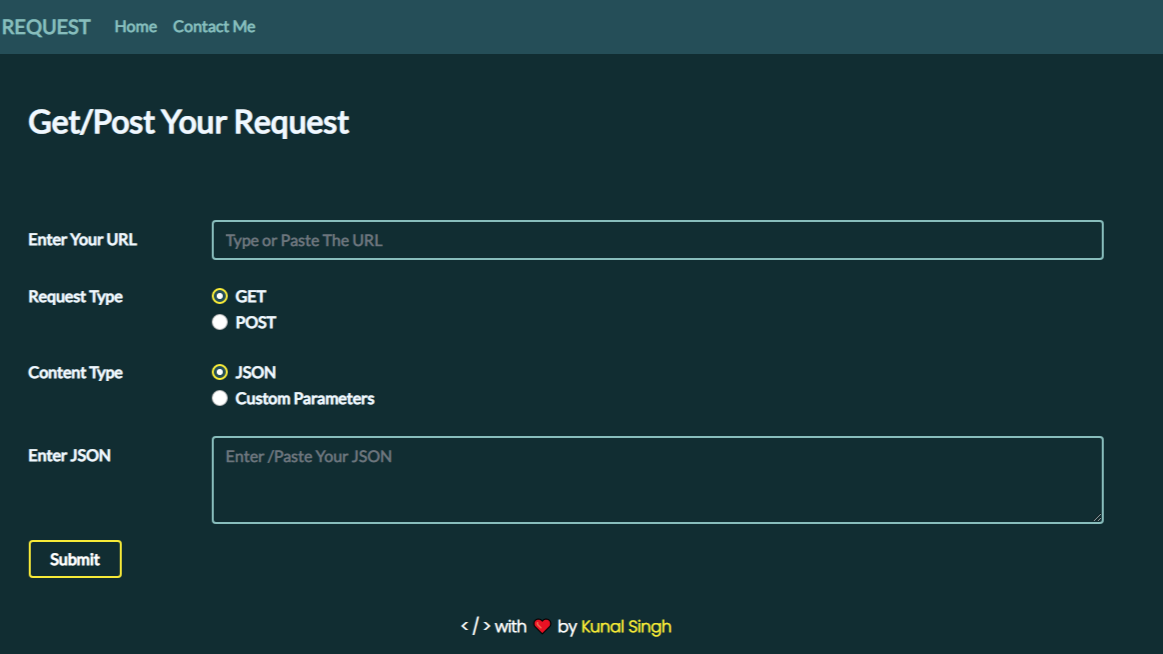 REQUEST Home Contact Me
Get/Post Your Request
Enter Your URL Type or Paste The URL
Request Type GET
POST
Content Type JSON
Custom Parameters
Enter JSON Enter /Paste Your JSON
Submit
</> with ❤️ by Kunal Singh